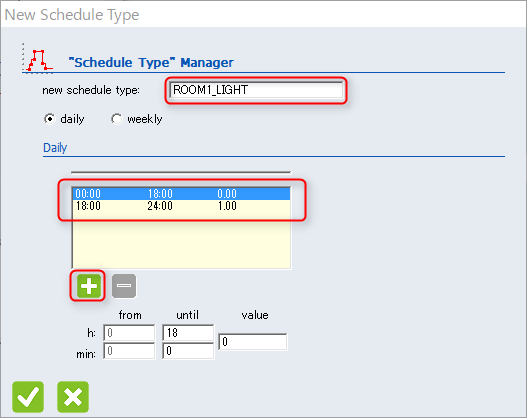 New Schedule Type
"Schedule Type" Manager
new schedule type: ROOM1_LIGHT
daily weekly
Daily
00:00 18:00 0.00
18:00 24:00 1.00
from until value
h: 0 18
0
min: 0 0